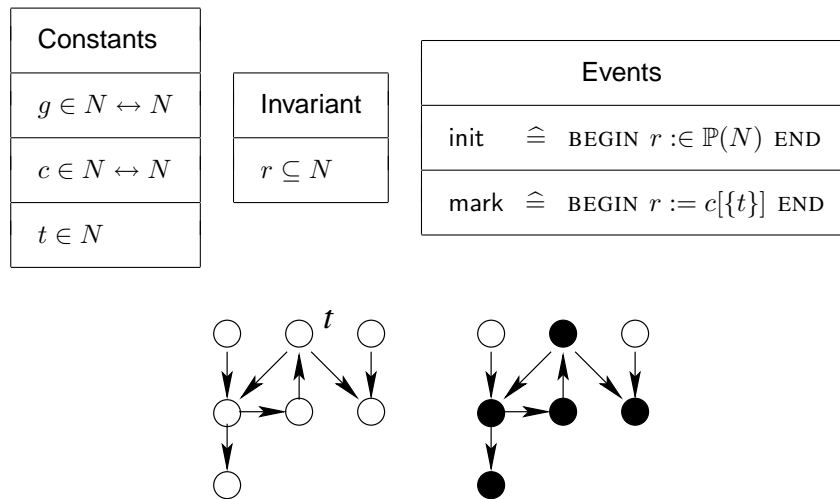 Constants
g ∈ N ↔ N
c ∈ N ↔ N
t ∈ N
Invariant
r ⊆ N
Events
init ≙ BEGIN r :∈ ℙ(N) END
mark ≙ BEGIN r := c[{t}] END
t